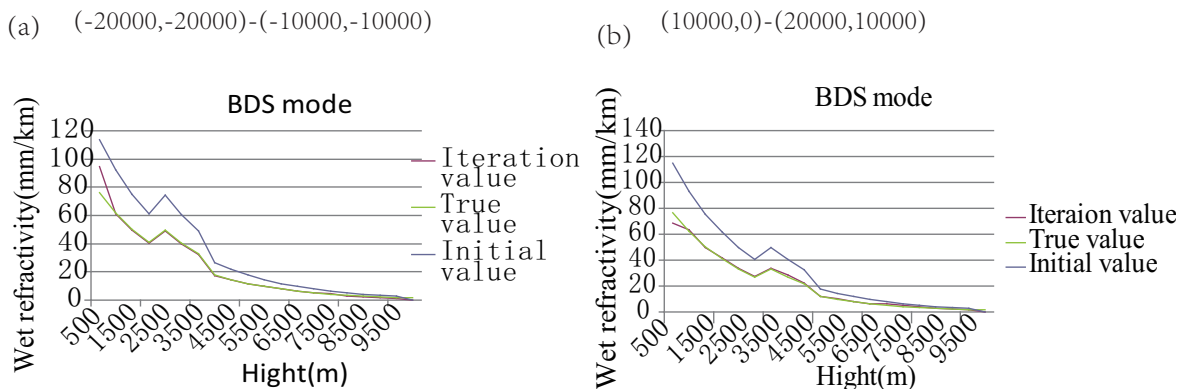 (a) (-20000,-20000)-(-10000,-10000)
BDS mode
Wet refractivity(mm/km)
120
100
80
60
40
20
0
500
1500
2500
3500
4500
5500
6500
7500
8500
9500
Hight(m)
Iteration
value
True
value
Initial
value
(b) (10000,0)-(20000,10000)
BDS mode
Wet refractivity(mm/km)
140
120
100
80
60
40
20
0
500
1500
2500
3500
4500
5500
6500
7500
8500
9500
Hight(m)
Iteraion value
True value
Initial value